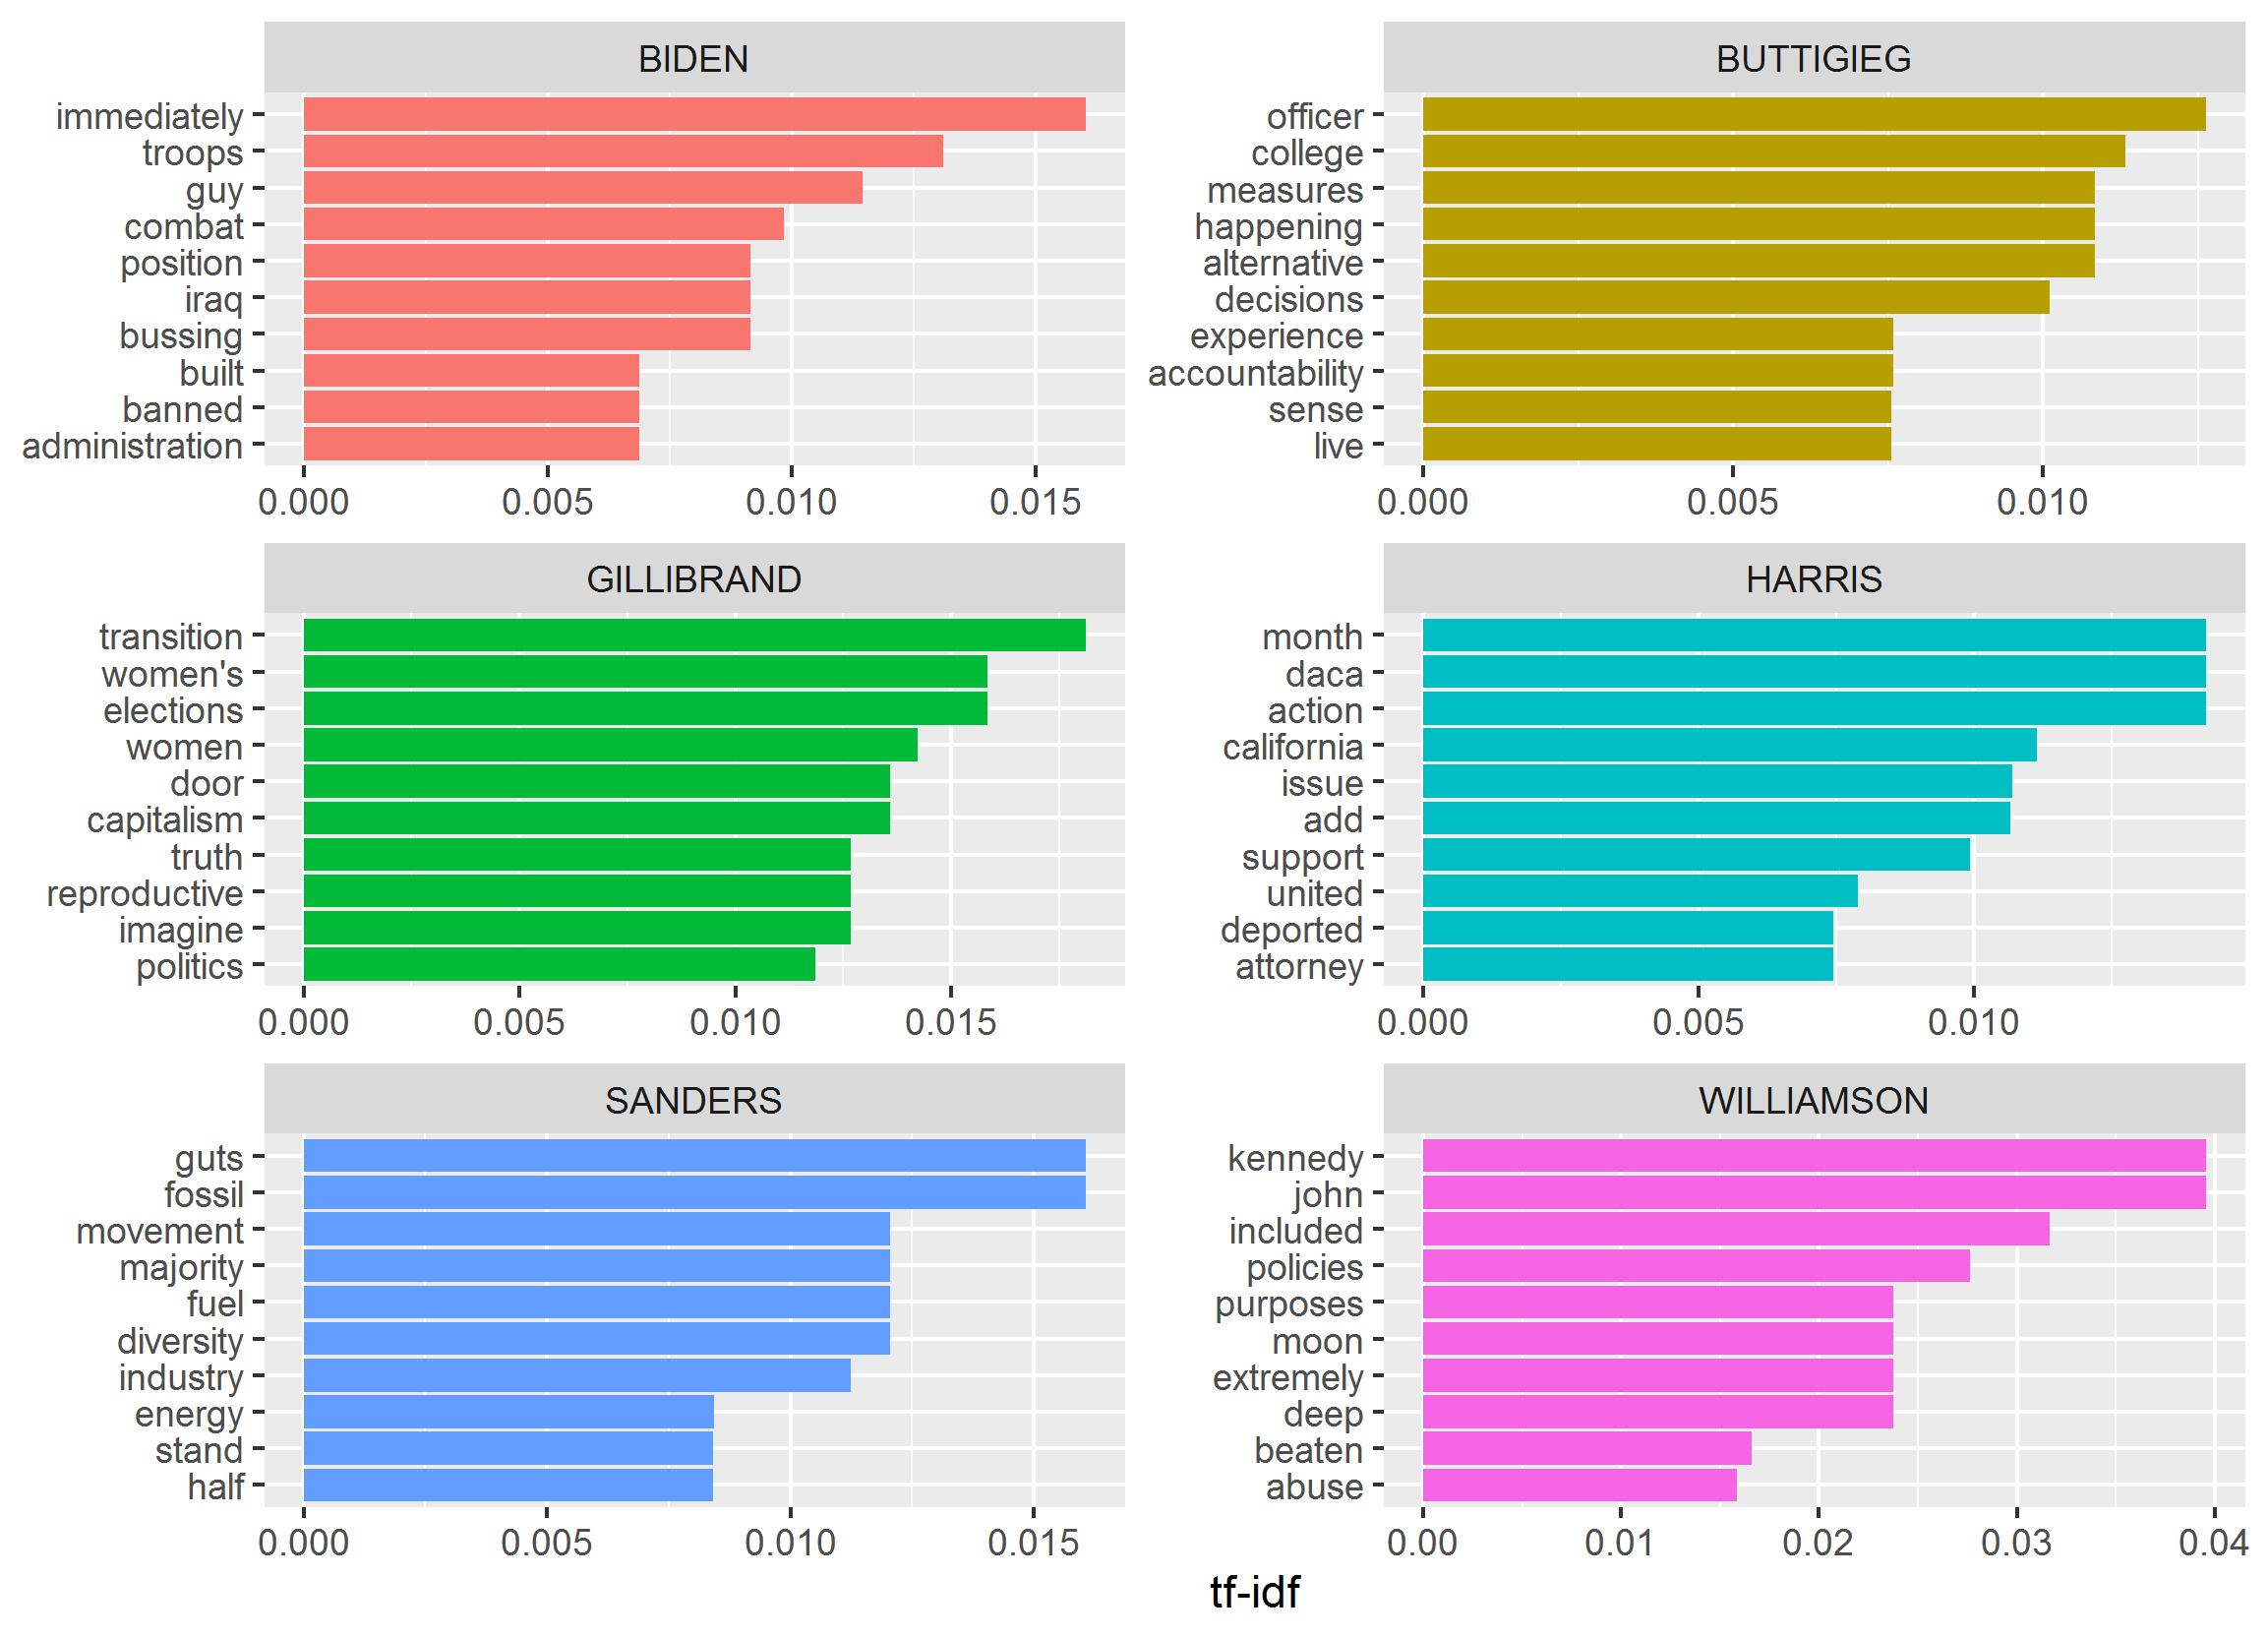 BIDEN
immediately
troops
guy
combat
position
iraq
bussing
built
banned
administration
0.000 0.005 0.010 0.015
BUTTIGIEG
officer
college
measures
happening
alternative
decisions
experience
accountability
sense
live
0.000 0.005 0.010
GILLIBRAND
transition
women's
elections
women
door
capitalism
truth
reproductive
imagine
politics
0.000 0.005 0.010 0.015
HARRIS
month
daca
action
california
issue
add
support
united
deported
attorney
0.000 0.005 0.010
SANDERS
guts
fossil
movement
majority
fuel
diversity
industry
energy
stand
half
0.000 0.005 0.010 0.015
WILLIAMSON
kennedy
john
included
policies
purposes
moon
extremely
deep
beaten
abuse
0.00 0.01 0.02 0.03 0.04
tf-idf